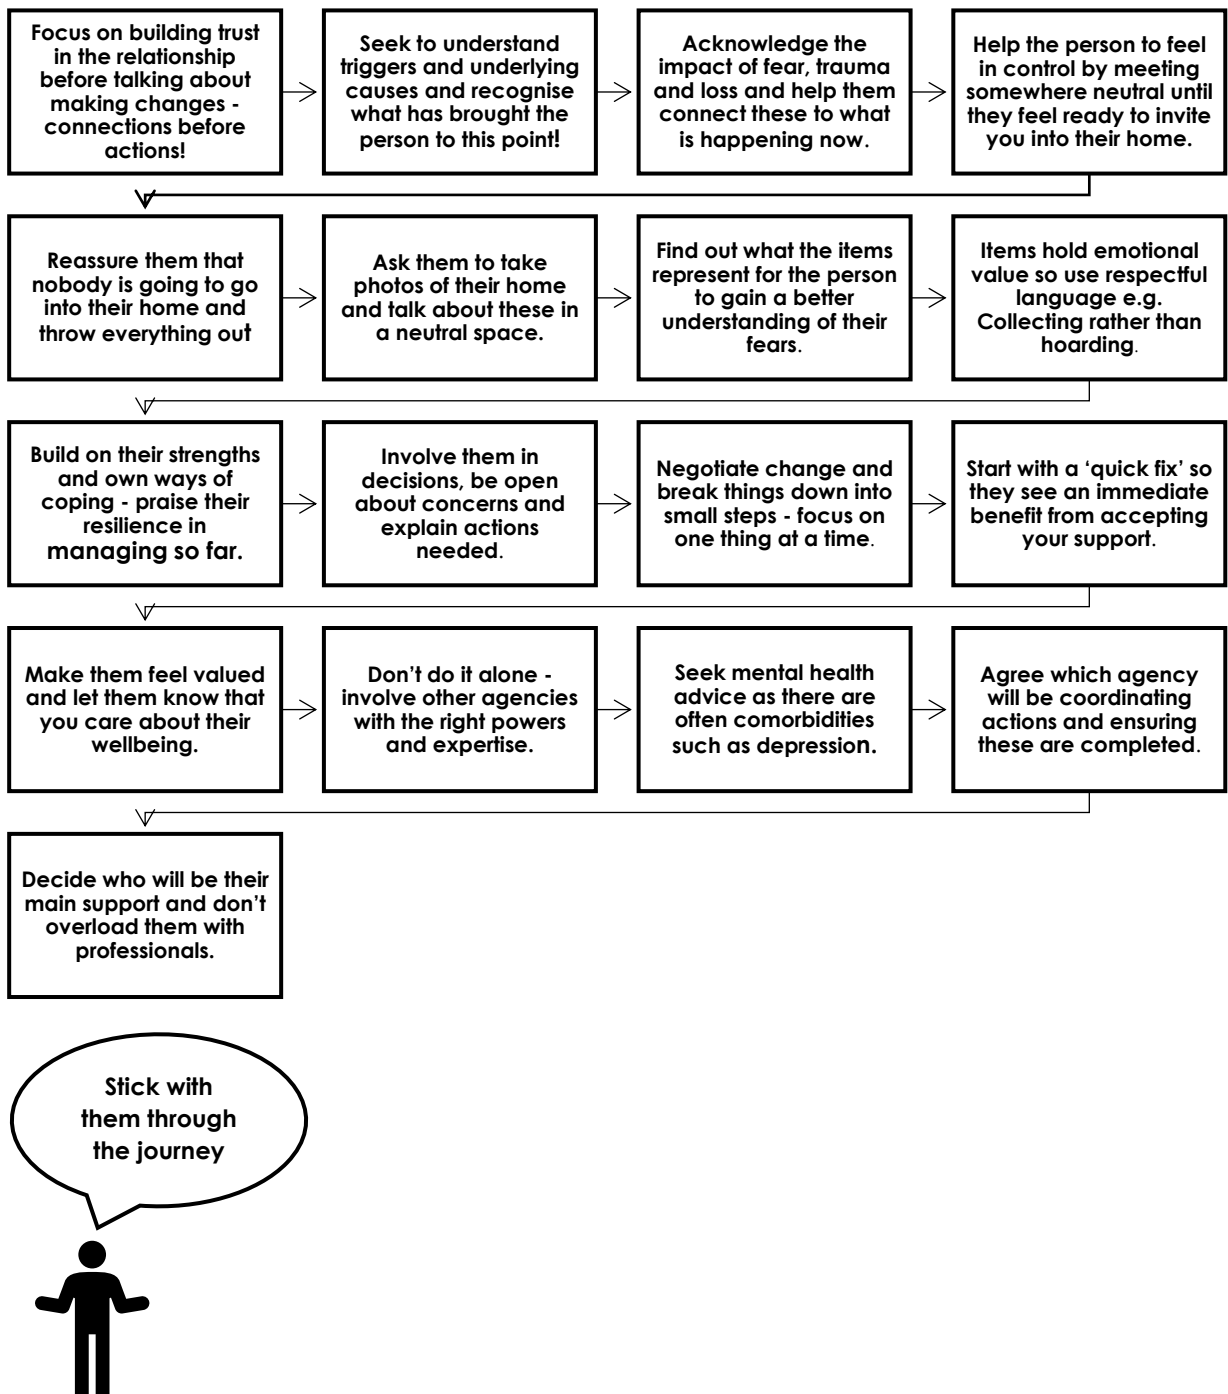 Focus on building trust
in the relationship
before talking about
making changes -
connections before
actions!
Seek to understand
triggers and underlying
causes and recognise
what has brought the
person to this point!
Acknowledge the
impact of fear, trauma
and loss and help them
connect these to what
is happening now.
Help the person to feel
in control by meeting
somewhere neutral until
they feel ready to invite
you into their home.
Reassure them that
nobody is going to go
into their home and
throw everything out
Ask them to take
photos of their home
and talk about these in
a neutral space.
Find out what the items
represent for the person
to gain a better
understanding of their
fears.
Items hold emotional
value so use respectful
language e.g.
Collecting rather than
hoarding.
Build on their strengths
and own ways of
coping - praise their
resilience in
managing so far.
Involve them in
decisions, be open
about concerns and
explain actions
needed.
Negotiate change and
break things down into
small steps - focus on
one thing at a time.
Start with a ‘quick fix’ so
they see an immediate
benefit from accepting
your support.
Make them feel valued
and let them know that
you care about their
wellbeing.
Don’t do it alone -
involve other agencies
with the right powers
and expertise.
Seek mental health
advice as there are
often comorbidities
such as depression.
Agree which agency
will be coordinating
actions and ensuring
these are completed.
Decide who will be their
main support and don’t
overload them with
professionals.
Stick with
them through
the journey